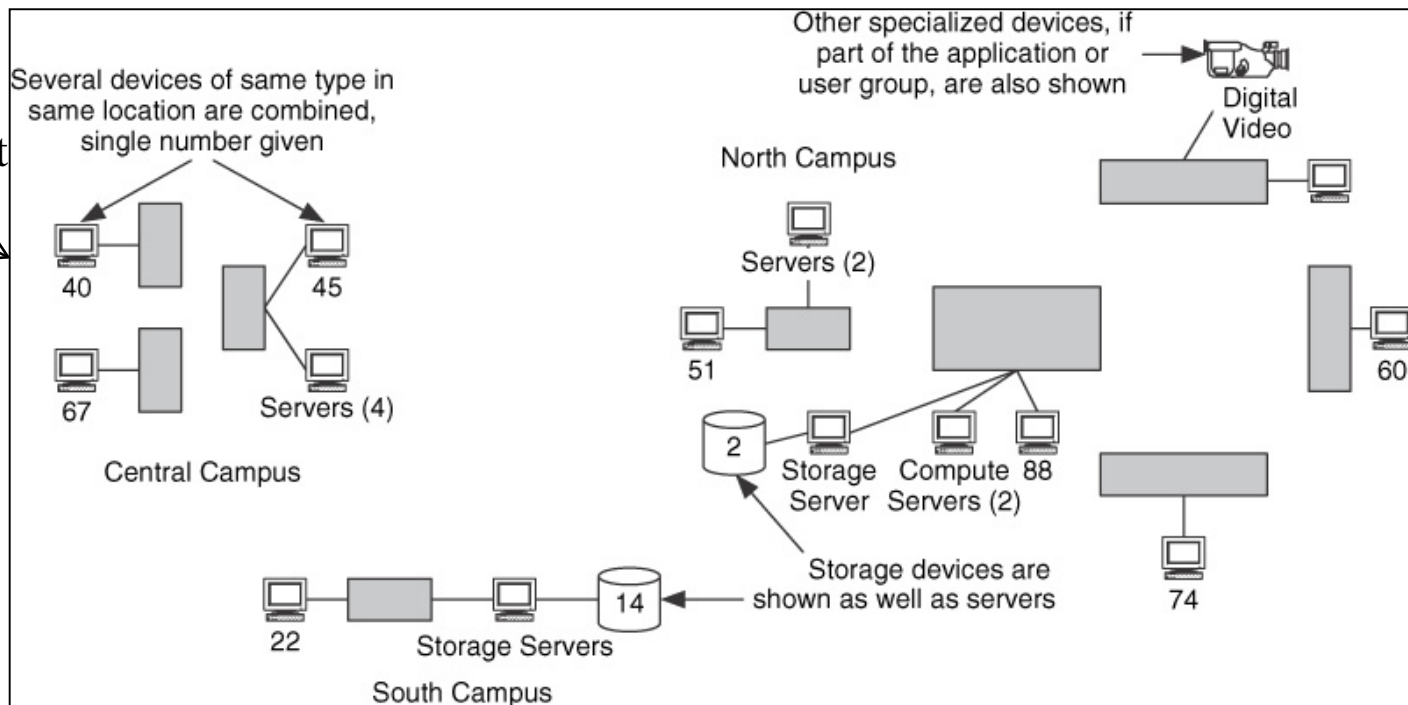 Other specialized devices, if
part of the application or
user group, are also shown
Digital
Video
Several devices of same type in
same location are combined,
single number given
t
North Campus
Servers (2)
40
45
51
60
67
Servers (4)
2
Storage
Server
Compute
Servers (2)
88
Central Campus
Storage devices are
shown as well as servers
74
22
Storage Servers
14
South Campus